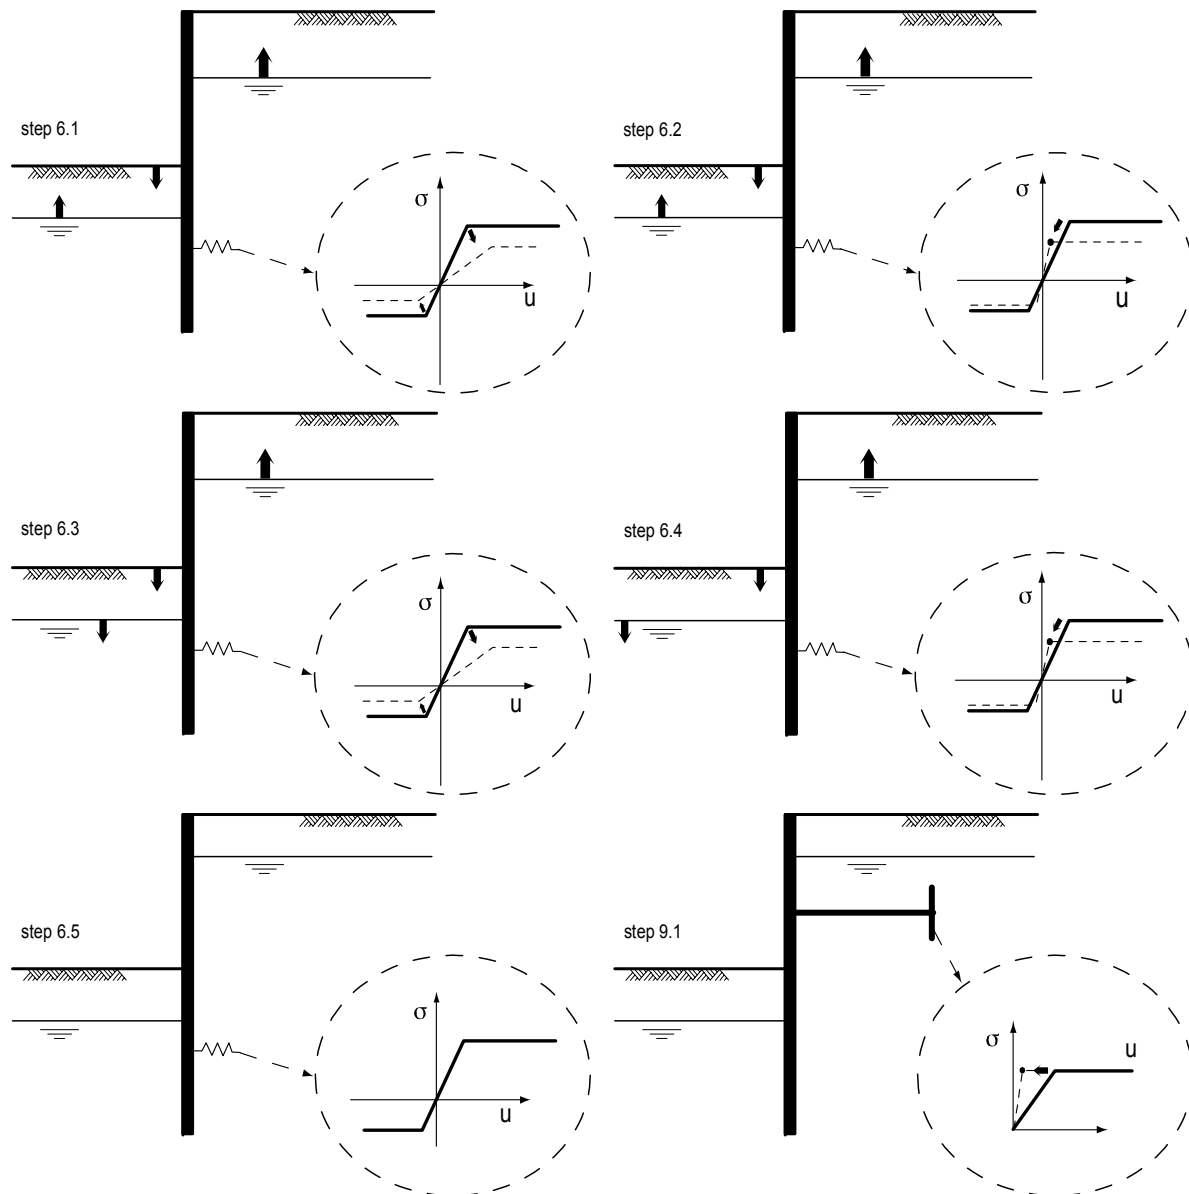 step 6.1
σ
u
step 6.2
σ
u
step 6.3
σ
u
step 6.4
σ
u
step 6.5
σ
u
step 9.1
σ
u